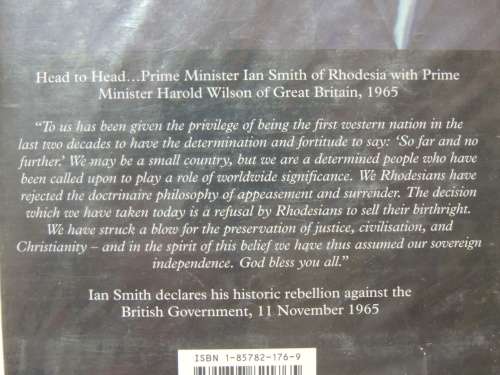 Head to Head...Prime Minister Ian Smith of Rhodesia with Prime
Minister Harold Wilson of Great Britain, 1965
“To us has been given the privilege of being the first western nation in the
last two decades to have the determination and fortitude to say: ‘So far and no
further.’ We may be a small country, but we are a determined people who have
been called upon to play a role of worldwide significance. We Rhodesians have
rejected the doctrinaire philosophy of appeasement and surrender. The decision
which we have taken today is a refusal by Rhodesians to sell their birthright.
We have struck a blow for the preservation of justice, civilisation, and
Christianity – and in the spirit of this belief we have thus assumed our sovereign
independence. God bless you all.”
Ian Smith declares his historic rebellion against the
British Government, 11 November 1965
ISBN 1-85782-176-9